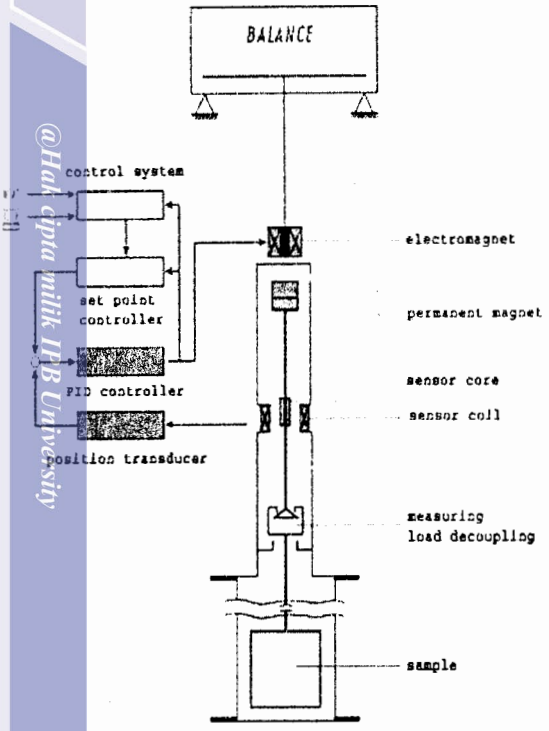 BALANCE
control system
electromagnet
set point
controller
permanent magnet
PID controller
sensor core
sensor coil
position transducer
measuring
load decoupling
sample
@Hak cipta milik IPB University